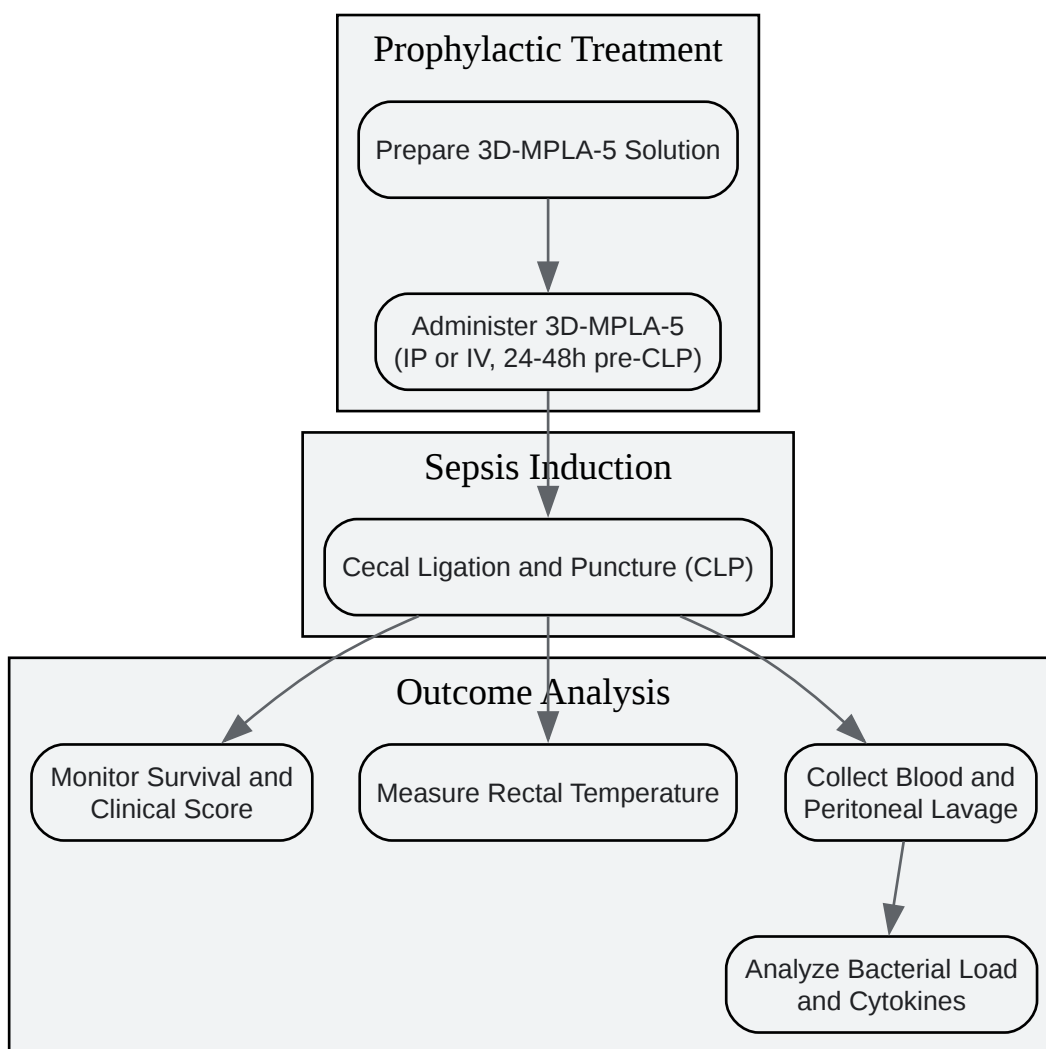 Prophylactic Treatment
Prepare 3D-MPLA-5 Solution
Administer 3D-MPLA-5
(IP or IV, 24-48h pre-CLP)
Sepsis Induction
Cecal Ligation and Puncture (CLP)
Outcome Analysis
Monitor Survival and
Clinical Score
Measure Rectal Temperature
Collect Blood and
Peritoneal Lavage
Analyze Bacterial Load
and Cytokines